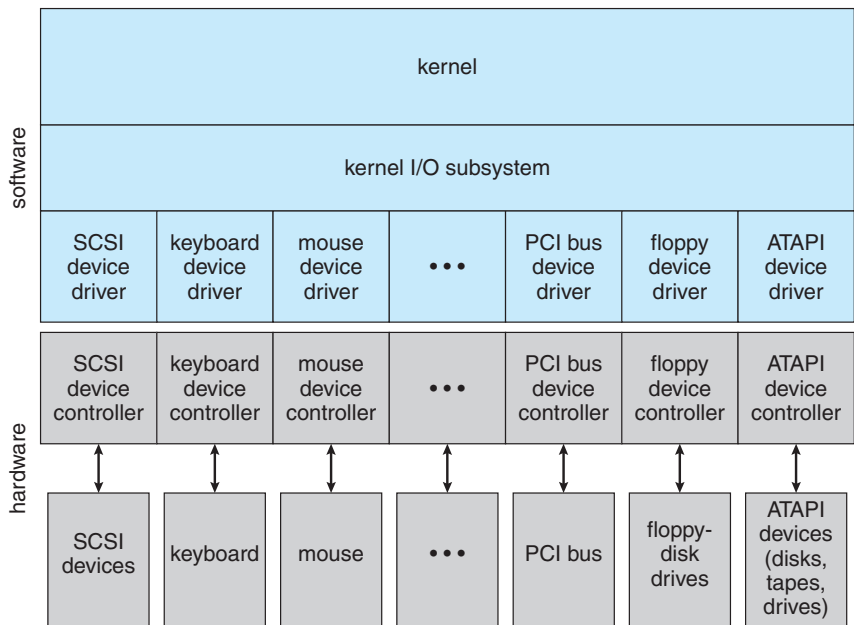 software
kernel
kernel I/O subsystem
SCSI
device
driver
keyboard
device
driver
mouse
device
driver
•••
PCI bus
device
driver
floppy
device
driver
ATAPI
device
driver
hardware
SCSI
device
controller
keyboard
device
controller
mouse
device
controller
•••
PCI bus
device
controller
floppy
device
controller
ATAPI
device
controller
SCSI
devices
keyboard
mouse
•••
PCI bus
floppy-
disk
drives
ATAPI
devices
(disks,
tapes,
drives)